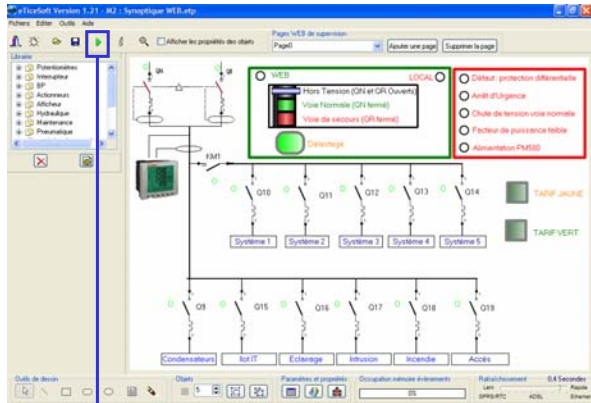 eTiceSoft Version 1.21 - M2 : Synoptique WEB.etp
Fichiers Editer Outils Aide
Afficher les propriétés des objets
Pages WEB de supervision
Page0
Ajouter une page
Supprimer la page
Librairie
Potentiomètres
Interrupteur
BP
Actionneurs
Afficheur
Hydraulique
Maintenance
Pneumatique
QN
QR
WEB
LOCAL
Hors Tension (QN et QR Ouverts)
Voie Normale (QN fermé)
Voie de secours (QR fermé)
Délestage
Défaut : protection différentielle
Arrêt d'Urgence
Chute de tension voie normale
Facteur de puissance faible
Alimentation PM580
KM1
Q10
Q11
Q12
Q13
Q14
Système 1
Système 2
Système 3
Système 4
Système 5
TARIF JAUNE
TARIF VERT
Q9
Q15
Q16
Q17
Q18
Q19
Condensateurs
Ilot IT
Eclairage
Intrusion
Incendie
Accès
Outils de dessin
Objets
5
Paramètres et propriétés
Occupation mémoire évènements
0%
Rafraîchissement
0,4 Secondes
Lent
Rapide
GPRS-RTC
ADSL
Ethernet